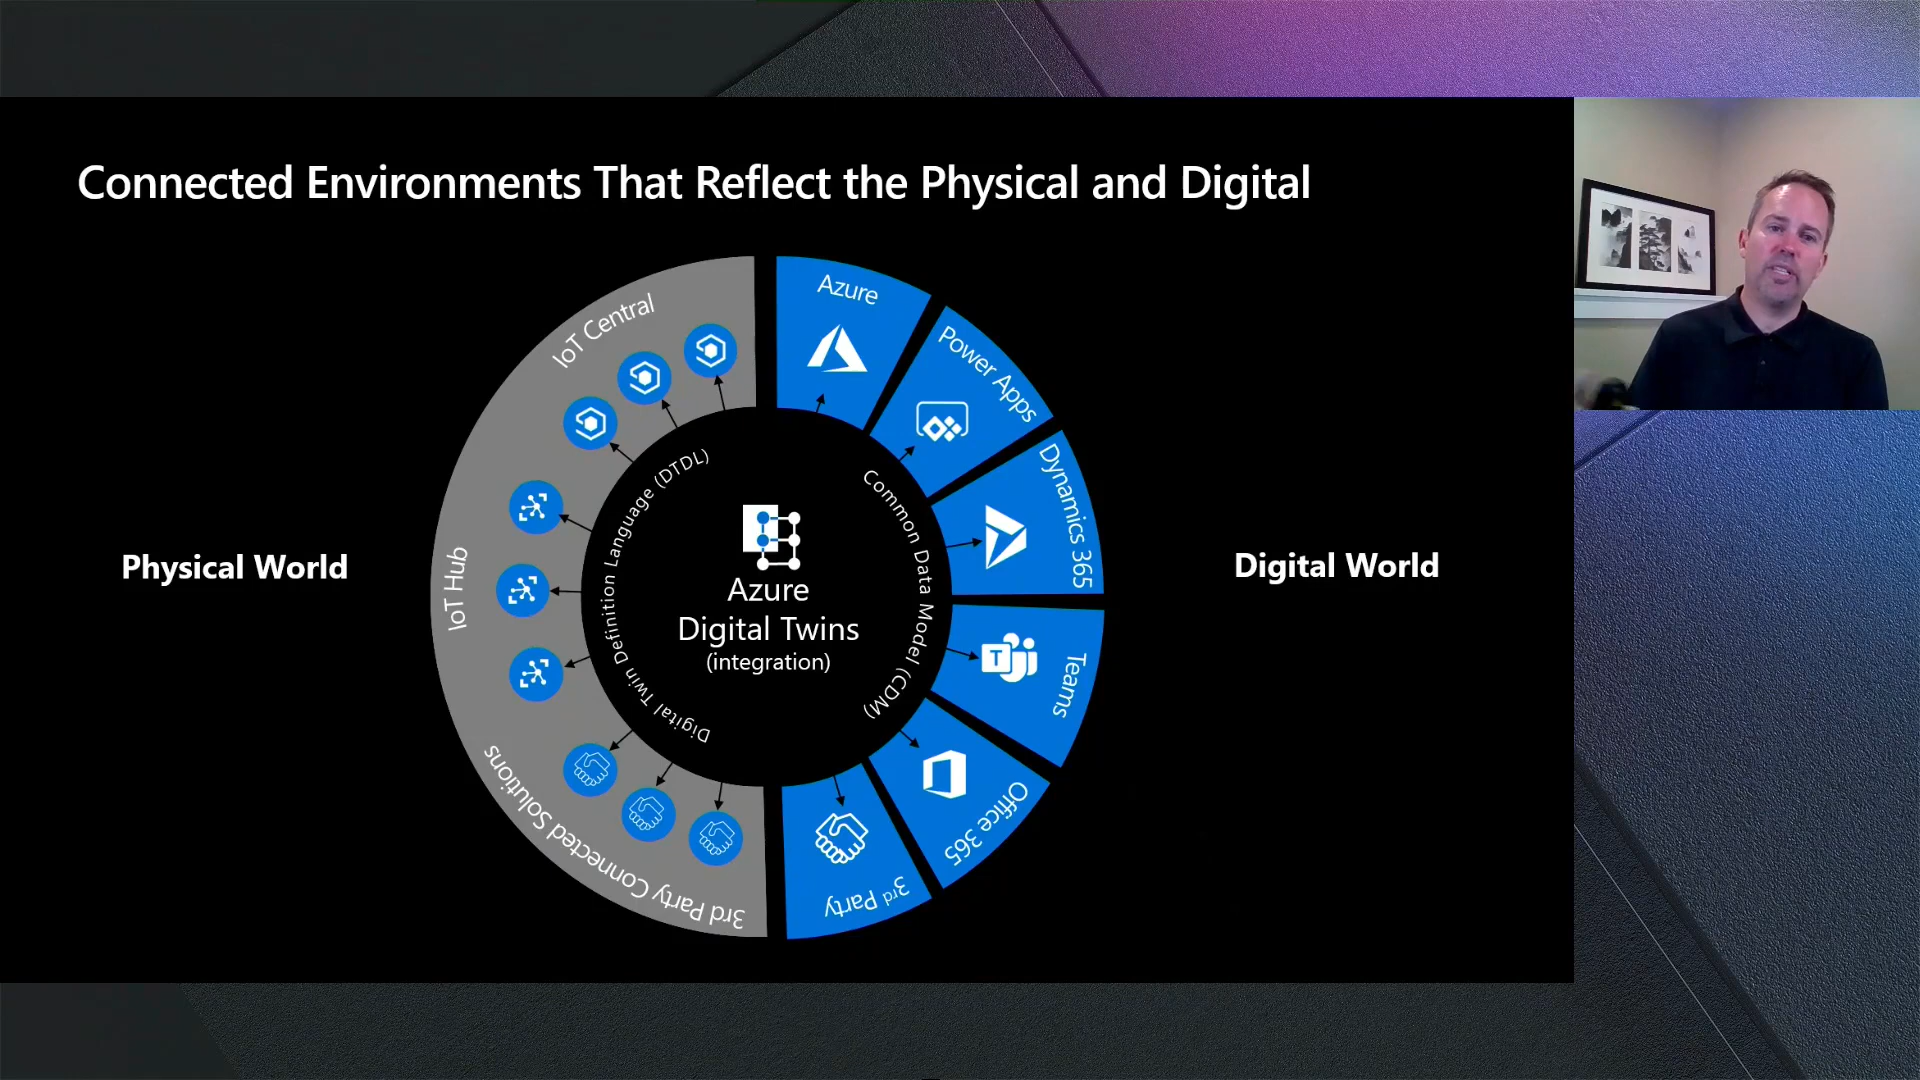 Connected Environments That Reflect the Physical and Digital
Physical World
IoT Central
IoT Hub
3rd Party Connected Solutions
Digital Twin Definition Language (DTDL)
Azure
Digital Twins
(integration)
Common Data Model (CDM)
Azure
Power Apps
Dynamics 365
T
Teams
Office 365
3rd Party
Digital World